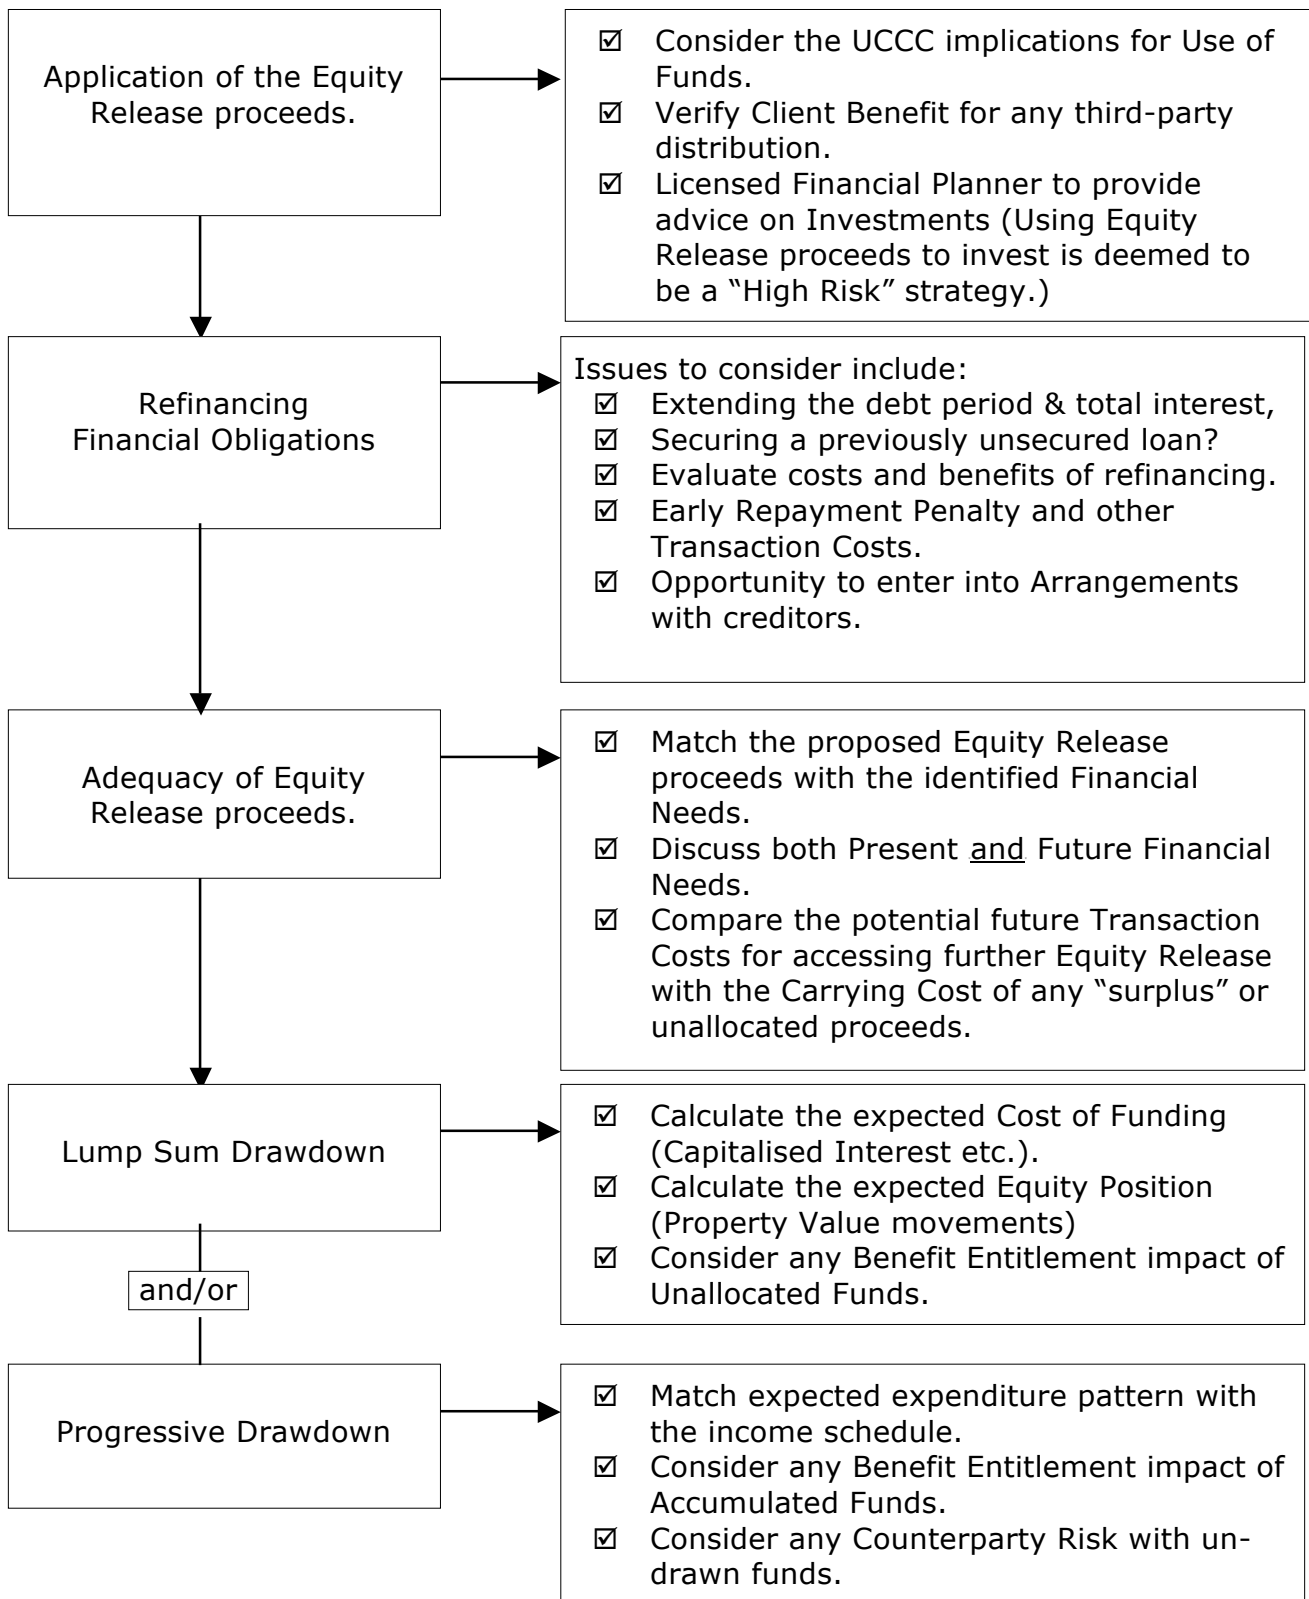 Application of the Equity
Release proceeds.
☑ Consider the UCCC implications for Use of
Funds.
☑ Verify Client Benefit for any third-party
distribution.
☑ Licensed Financial Planner to provide
advice on Investments (Using Equity
Release proceeds to invest is deemed to
be a “High Risk” strategy.)
Refinancing
Financial Obligations
Issues to consider include:
☑ Extending the debt period & total interest,
☑ Securing a previously unsecured loan?
☑ Evaluate costs and benefits of refinancing.
☑ Early Repayment Penalty and other
Transaction Costs.
☑ Opportunity to enter into Arrangements
with creditors.
Adequacy of Equity
Release proceeds.
☑ Match the proposed Equity Release
proceeds with the identified Financial
Needs.
☑ Discuss both Present and Future Financial
Needs.
☑ Compare the potential future Transaction
Costs for accessing further Equity Release
with the Carrying Cost of any “surplus” or
unallocated proceeds.
Lump Sum Drawdown
☑ Calculate the expected Cost of Funding
(Capitalised Interest etc.).
☑ Calculate the expected Equity Position
(Property Value movements)
☑ Consider any Benefit Entitlement impact of
Unallocated Funds.
and/or
Progressive Drawdown
☑ Match expected expenditure pattern with
the income schedule.
☑ Consider any Benefit Entitlement impact of
Accumulated Funds.
☑ Consider any Counterparty Risk with un-
drawn funds.